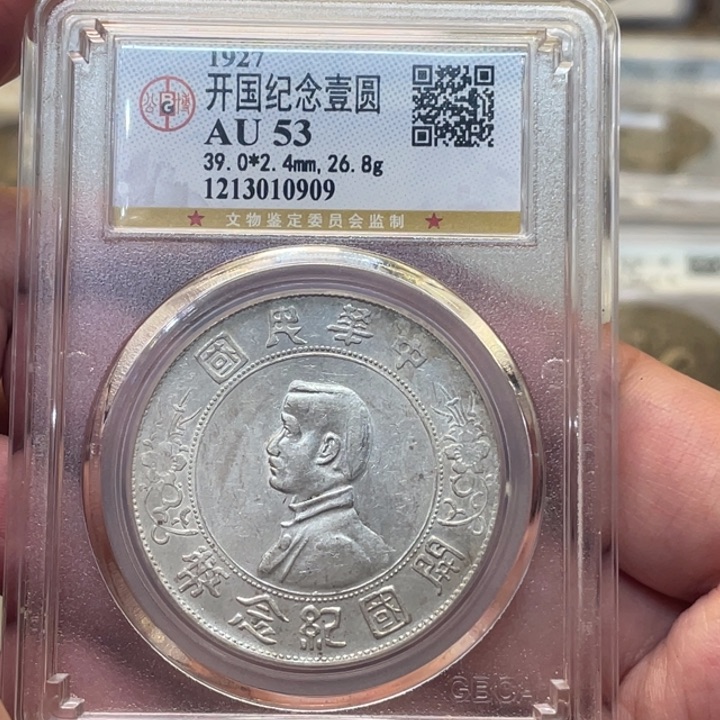 1927
开国纪念壹圆
AU 53
39.0*2.4mm,26.8g
1213010909
文物鉴定委员会监制
中華民國
開國紀念幣
GBCA